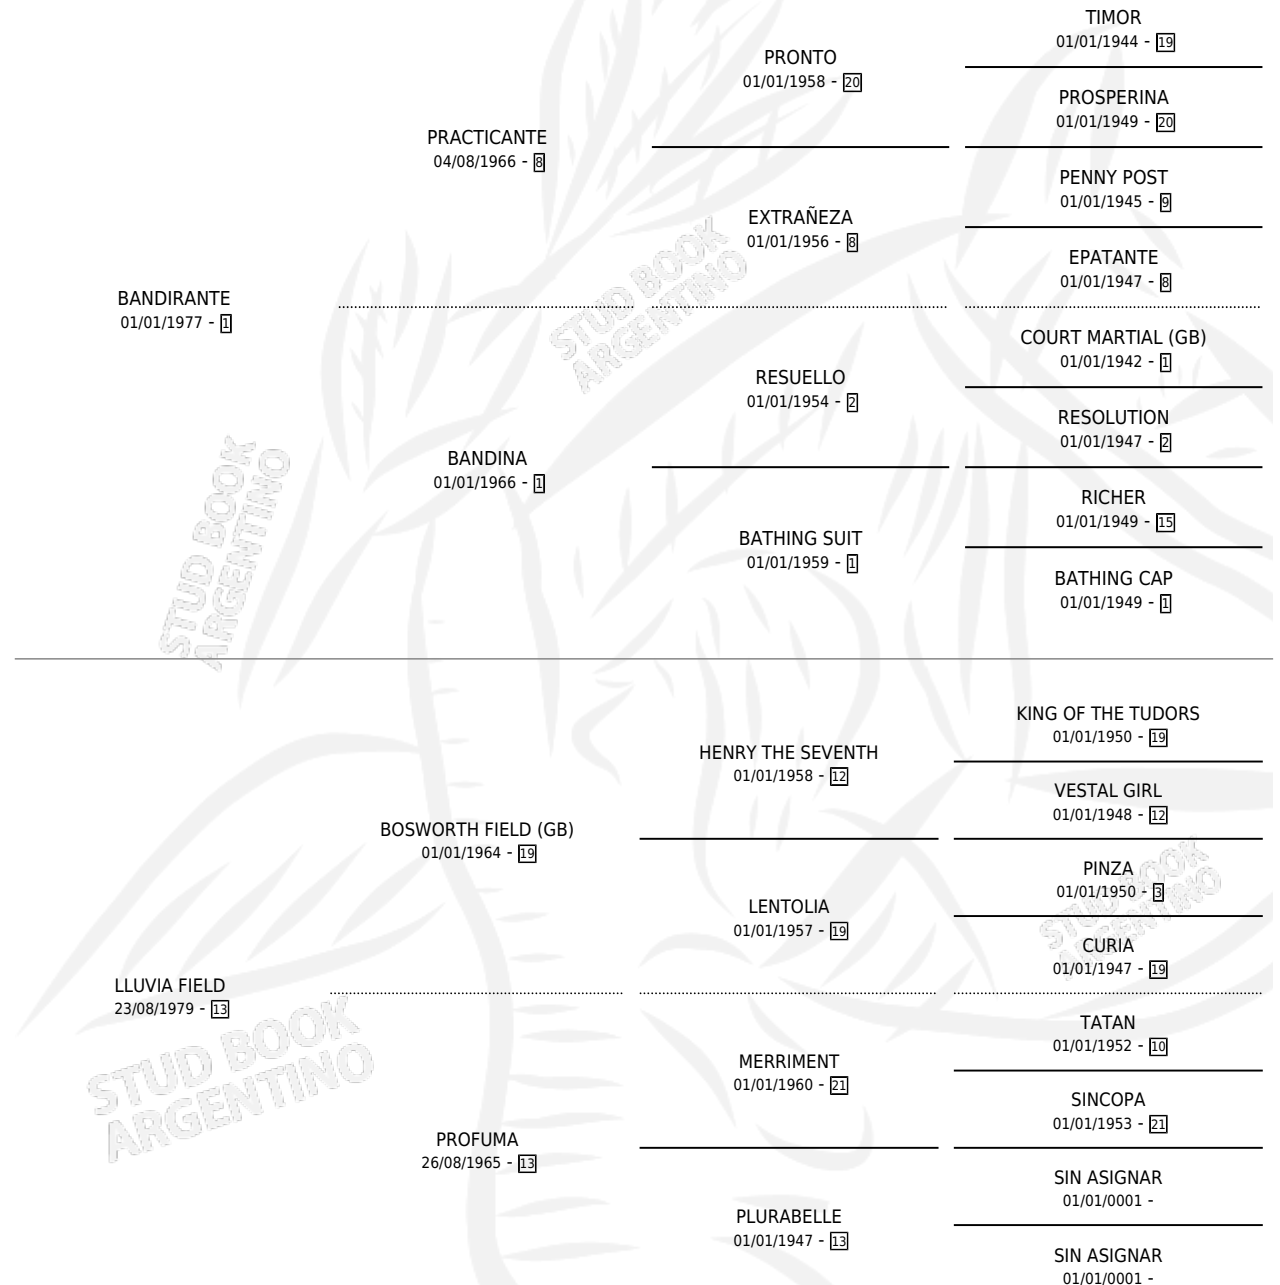 TIMOR
01/01/1944 - 19
PRONTO
01/01/1958 - 20
PROSPERINA
01/01/1949 - 20
PRACTICANTE
04/08/1966 - 8
PENNY POST
01/01/1945 - 9
EXTRAÑEZA
01/01/1956 - 8
EPATANTE
01/01/1947 - 8
BANDIRANTE
01/01/1977 - 1
COURT MARTIAL (GB)
01/01/1942 - 1
RESUELLO
01/01/1954 - 2
RESOLUTION
01/01/1947 - 2
BANDINA
01/01/1966 - 1
RICHER
01/01/1949 - 15
BATHING SUIT
01/01/1959 - 1
BATHING CAP
01/01/1949 - 1
STUD BOOK
ARGENTINO
STUD BOOK
ARGENTINO
KING OF THE TUDORS
01/01/1950 - 19
HENRY THE SEVENTH
01/01/1958 - 12
VESTAL GIRL
01/01/1948 - 12
BOSWORTH FIELD (GB)
01/01/1964 - 19
PINZA
01/01/1950 - 3
LENTOLIA
01/01/1957 - 19
CURIA
01/01/1947 - 19
LLUVIA FIELD
23/08/1979 - 13
TATAN
01/01/1952 - 10
MERRIMENT
01/01/1960 - 21
SINCOPA
01/01/1953 - 21
PROFUMA
26/08/1965 - 13
SIN ASIGNAR
01/01/0001 -
PLURABELLE
01/01/1947 - 13
SIN ASIGNAR
01/01/0001 -
STUD BOOK
ARGENTINO
STUD BOOK
ARGENTINO